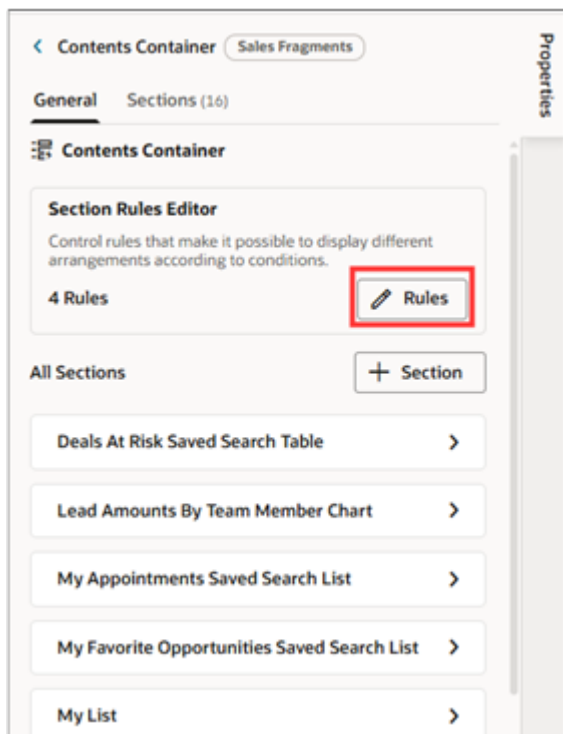 Contents Container Sales Fragments
Properties
General Sections (16)
Contents Container
Section Rules Editor
Control rules that make it possible to display different
arrangements according to conditions.
4 Rules Rules
All Sections + Section
Deals At Risk Saved Search Table
Lead Amounts By Team Member Chart
My Appointments Saved Search List
My Favorite Opportunities Saved Search List
My List